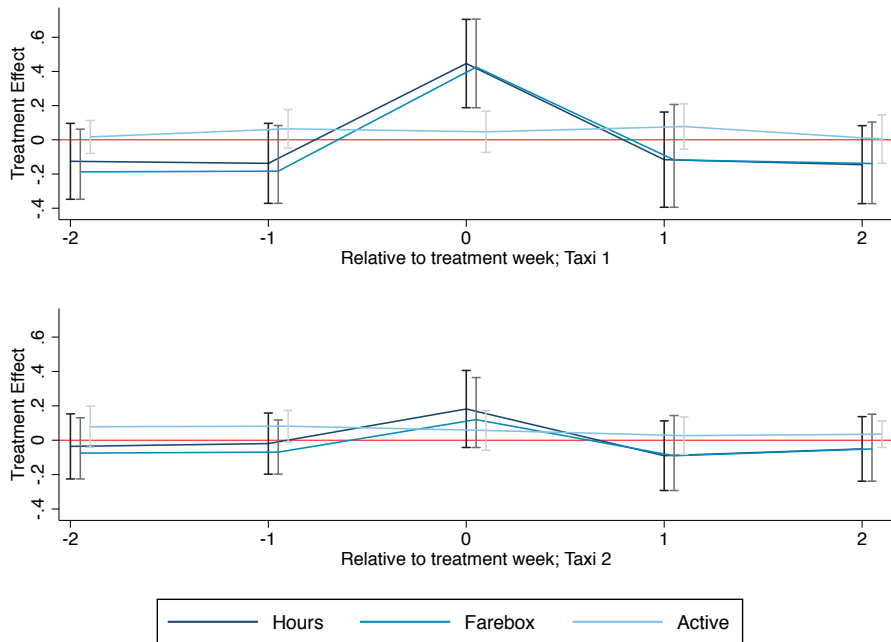 Treatment Effect
.6
.4
.2
0
-.2
-.4
-2 -1 0 1 2
Relative to treatment week; Taxi 1
Treatment Effect
.6
.4
.2
0
-.2
-.4
-2 -1 0 1 2
Relative to treatment week; Taxi 2
Hours Farebox Active